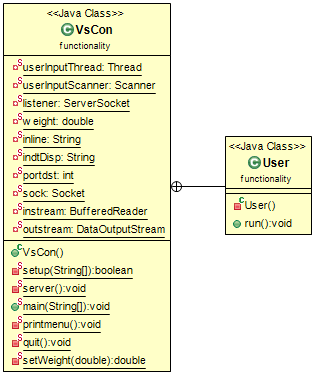 <<Java Class>>
VsCon
functionality
userInputThread: Thread
userInputScanner: Scanner
listener: ServerSocket
weight: double
inline: String
indtDisp: String
portdst: int
sock: Socket
instream: BufferedReader
outstream: DataOutputStream
VsCon()
setup(String[]):boolean
server():void
main(String[]):void
printmenu():void
quit():void
setWeight(double):double
<<Java Class>>
User
functionality
User()
run():void